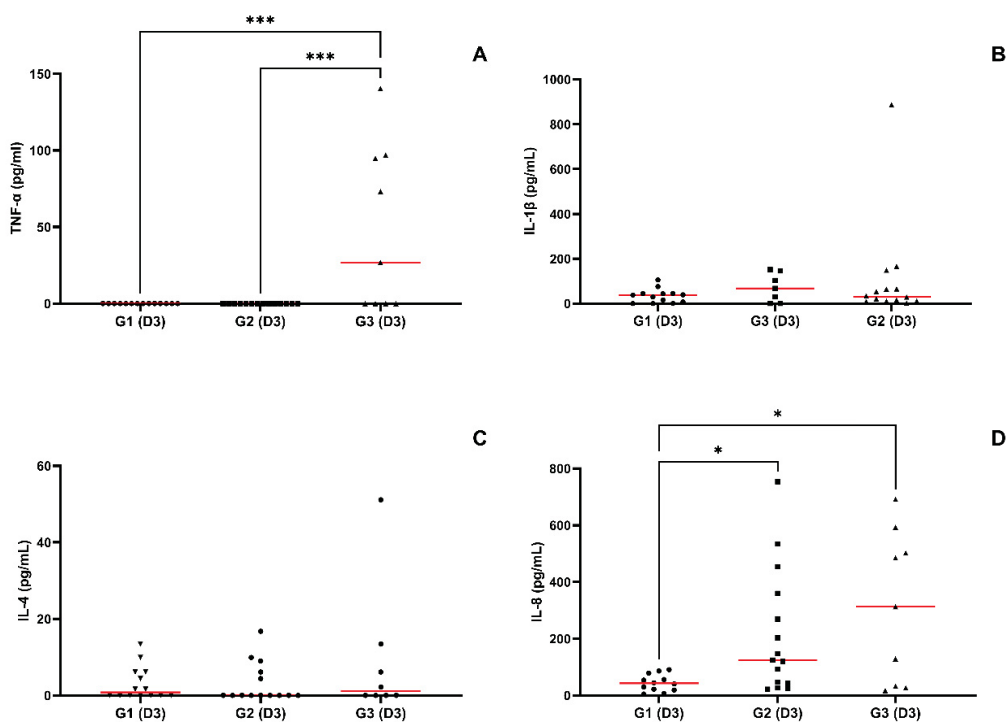 ***
A
***
150
100
50
0
TNF-α (pg/ml)
G1 (D3) G2 (D3) G3 (D3)
B
1000
800
600
400
200
0
IL-1β (pg/mL)
G1 (D3) G3 (D3) G2 (D3)
C
60
40
20
0
IL-4 (pg/mL)
G1 (D3) G2 (D3) G3 (D3)
*
D
*
800
600
400
200
0
IL-8 (pg/mL)
G1 (D3) G2 (D3) G3 (D3)